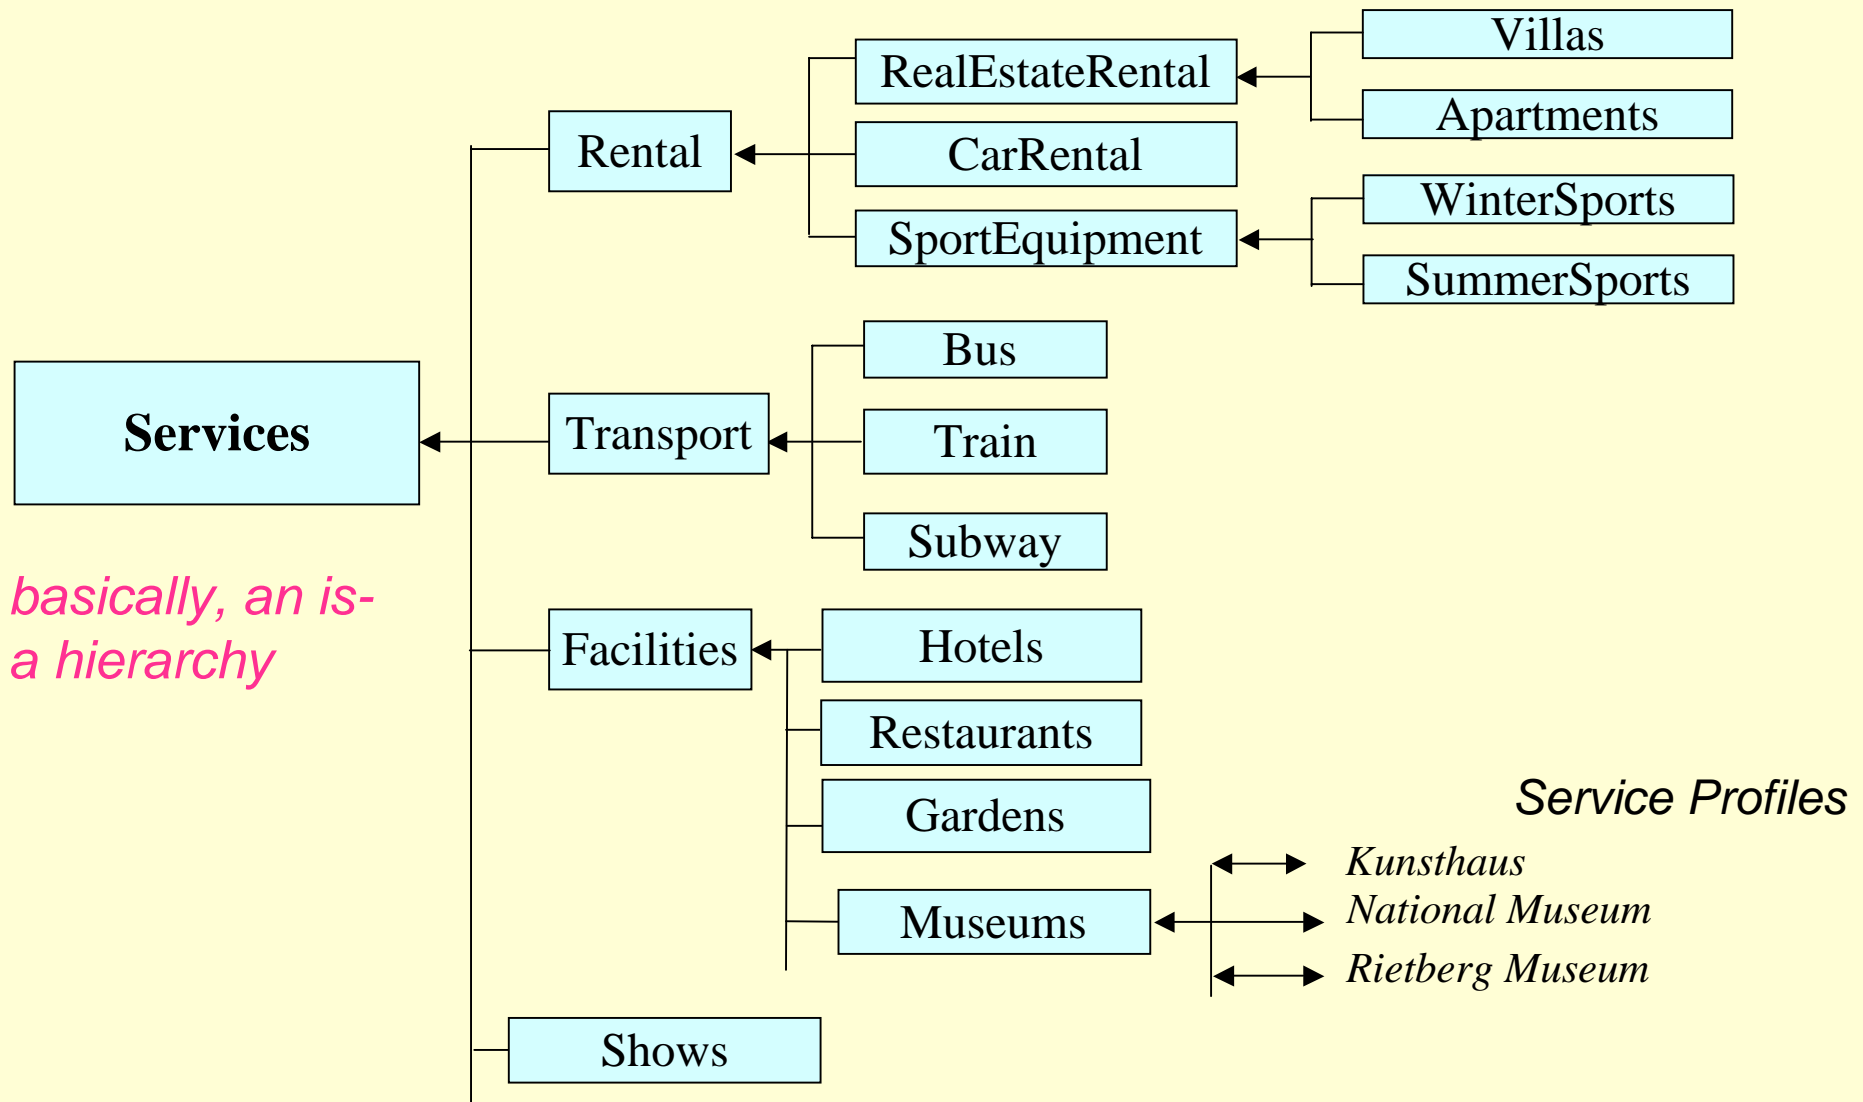 Villas
RealEstateRental
Apartments
Rental
CarRental
WinterSports
SportEquipment
SummerSports
Bus
Services
Transport
Train
Subway
basically, an is-
a hierarchy
Facilities
Hotels
Restaurants
Gardens
Service Profiles
Kunsthaus
Museums
National Museum
Rietberg Museum
Shows